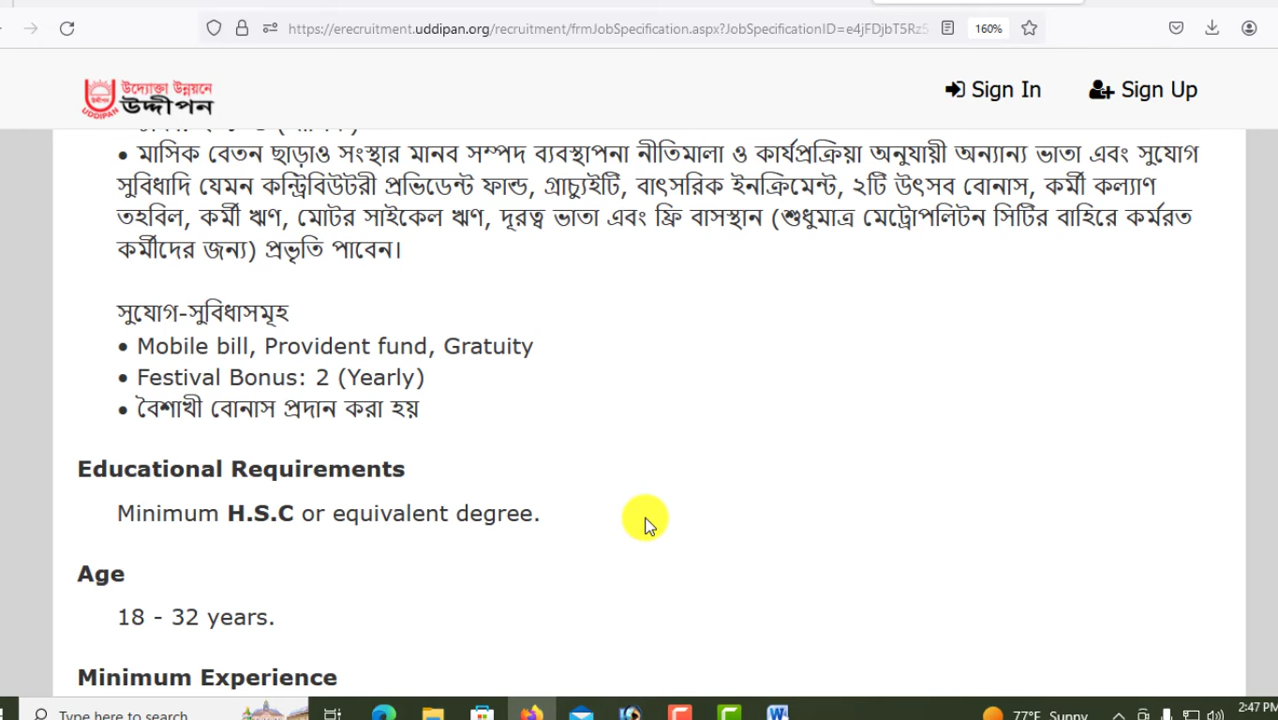 https://erecruitment.uddipan.org/recruitment/frmJobSpecification.aspx?JobSpecificationID=e4jFDjbT5Rz5
160%
উদ্যোক্তা উন্নয়নে
উদ্দীপন
UDDIPAN
Sign In
Sign Up
• মাসিক বেতন ছাড়াও সংস্থার মানব সম্পদ ব্যবস্থাপনা নীতিমালা ও কার্যপ্রক্রিয়া অনুযায়ী অন্যান্য ভাতা এবং সুযোগ
সুবিধাদি যেমন কন্ট্রিবিউটরী প্রভিডেন্ট ফান্ড, গ্রাচ্যুইটি, বাৎসরিক ইনক্রিমেন্ট, ২টি উৎসব বোনাস, কর্মী কল্যাণ
তহবিল, কর্মী ঋণ, মোটর সাইকেল ঋণ, দূরত্ব ভাতা এবং ফ্রি বাসস্থান (শুধুমাত্র মেট্রোপলিটন সিটির বাহিরে কর্মরত
কর্মীদের জন্য) প্রভৃতি পাবেন।
সুযোগ-সুবিধাসমূহ
• Mobile bill, Provident fund, Gratuity
• Festival Bonus: 2 (Yearly)
• বৈশাখী বোনাস প্রদান করা হয়
Educational Requirements
Minimum H.S.C or equivalent degree.
Age
18 - 32 years.
Minimum Experience
Type here to search
77°F Sunny
2:47 PM